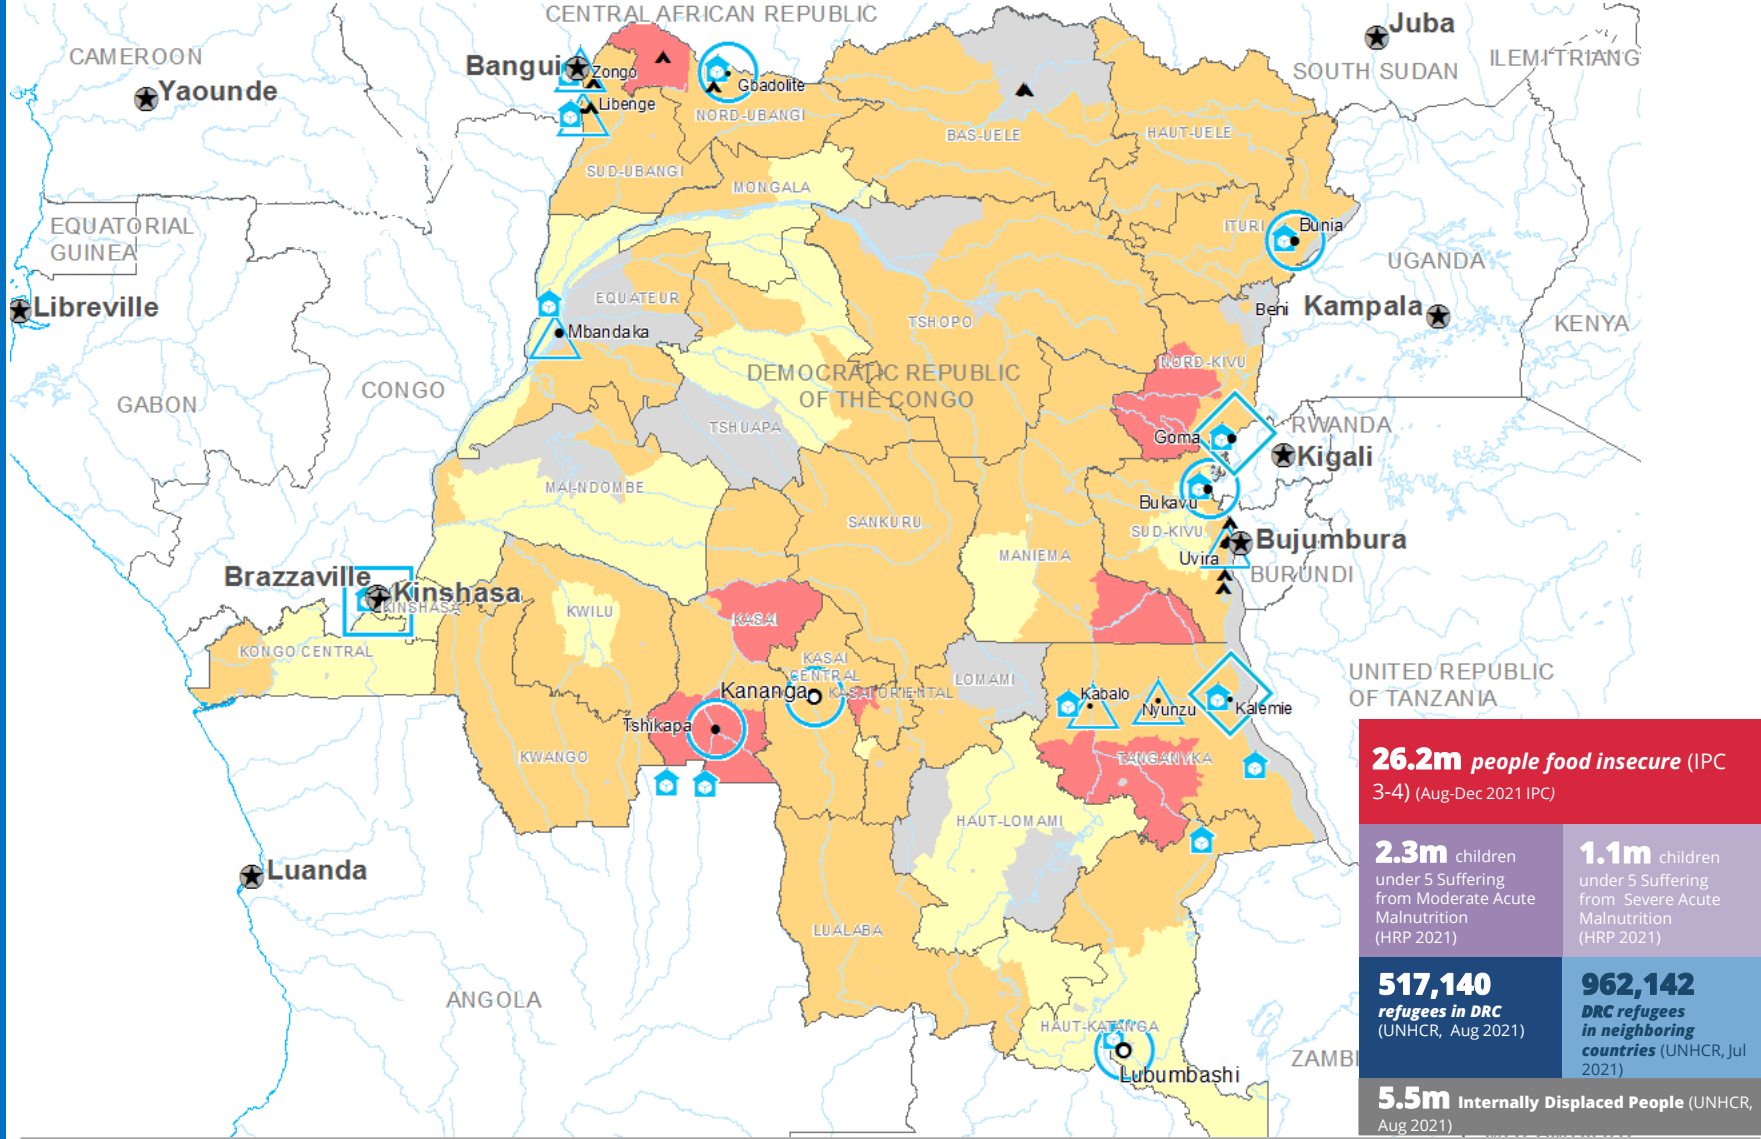 CENTRAL AFRICAN REPUBLIC
Juba
CAMEROON
ILEMI TRIANG
Bangui
Zongo
SOUTH SUDAN
Yaounde
Gbadolite
Libenge
NORD-UBANGI
BAS-UELE
HAUT-UELE
SUD-UBANGI
MONGALA
EQUATORIAL
GUINEA
ITURI
Bunia
UGANDA
Libreville
EQUATEUR
Beni
Kampala
Mbandaka
TSHOPO
KENYA
NORD-KIVU
DEMOCRATIC REPUBLIC
OF THE CONGO
CONGO
GABON
TSHUAPA
Goma
RWANDA
Kigali
MAI-NDOMBE
Bukavu
SANKURU
SUD-KIVU
MANIEMA
Bujumbura
Uvira
BURUNDI
Brazzaville
Kinshasa
KINSHASA
KWILU
KASAI
KONGO CENTRAL
KASAI
CENTRAL
LOMAMI
UNITED REPUBLIC
OF TANZANIA
Kananga
KASAI ORIENTAL
Kabalo
Nyunzu
Kalemie
Tshikapa
KWANGO
TANGANYIKA
26.2m people food insecure (IPC
3-4) (Aug-Dec 2021 IPC)
HAUT-LOMAMI
2.3m children
under 5 Suffering
from Moderate Acute
Malnutrition
(HRP 2021)
1.1m children
under 5 Suffering
from Severe Acute
Malnutrition
(HRP 2021)
Luanda
LUALABA
517,140
refugees in DRC
(UNHCR, Aug 2021)
962,142
DRC refugees
in neighboring
countries (UNHCR, Jul
2021)
ANGOLA
HAUT-KATANGA
ZAMBI
Lubumbashi
5.5m Internally Displaced People (UNHCR,
Aug 2021)